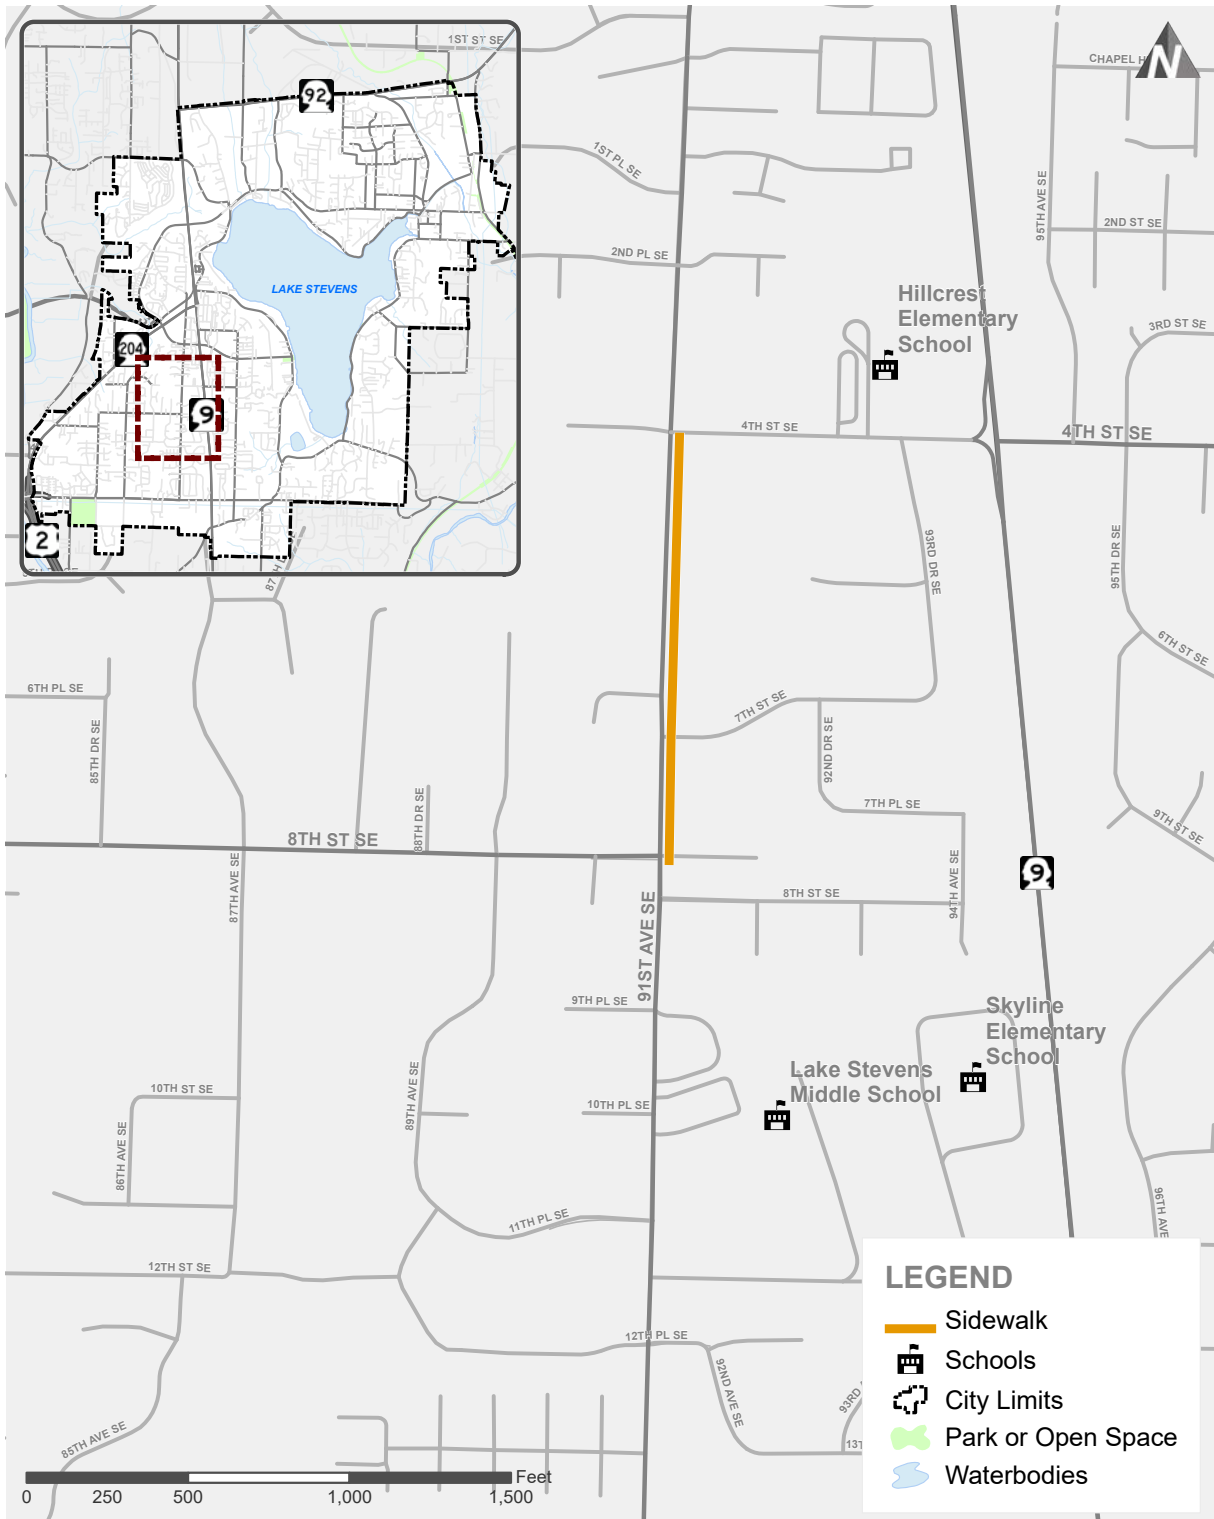 1ST ST SE
92
LAKE STEVENS
204
9
2
87TH
N
CHAPEL H
1ST PL SE
95TH AVE SE
2ND ST SE
2ND PL SE
Hillcrest
Elementary
School
3RD ST SE
4TH ST SE
4TH ST SE
93RD DR SE
95TH DR SE
6TH ST SE
6TH PL SE
85TH DR SE
7TH ST SE
92ND DR SE
88TH DR SE
7TH PL SE
9TH ST SE
8TH ST SE
87TH AVE SE
8TH ST SE
94TH AVE SE
9
91ST AVE SE
9TH PL SE
Skyline
Elementary
School
Lake Stevens
Middle School
89TH AVE SE
10TH ST SE
10TH PL SE
86TH AVE SE
11TH PL SE
96TH AVE
12TH ST SE
12TH PL SE
92ND AVE SE
93RD
13T
85TH AVE SE
LEGEND
Sidewalk
Schools
City Limits
Park or Open Space
Waterbodies
Feet
0 250 500 1,000 1,500